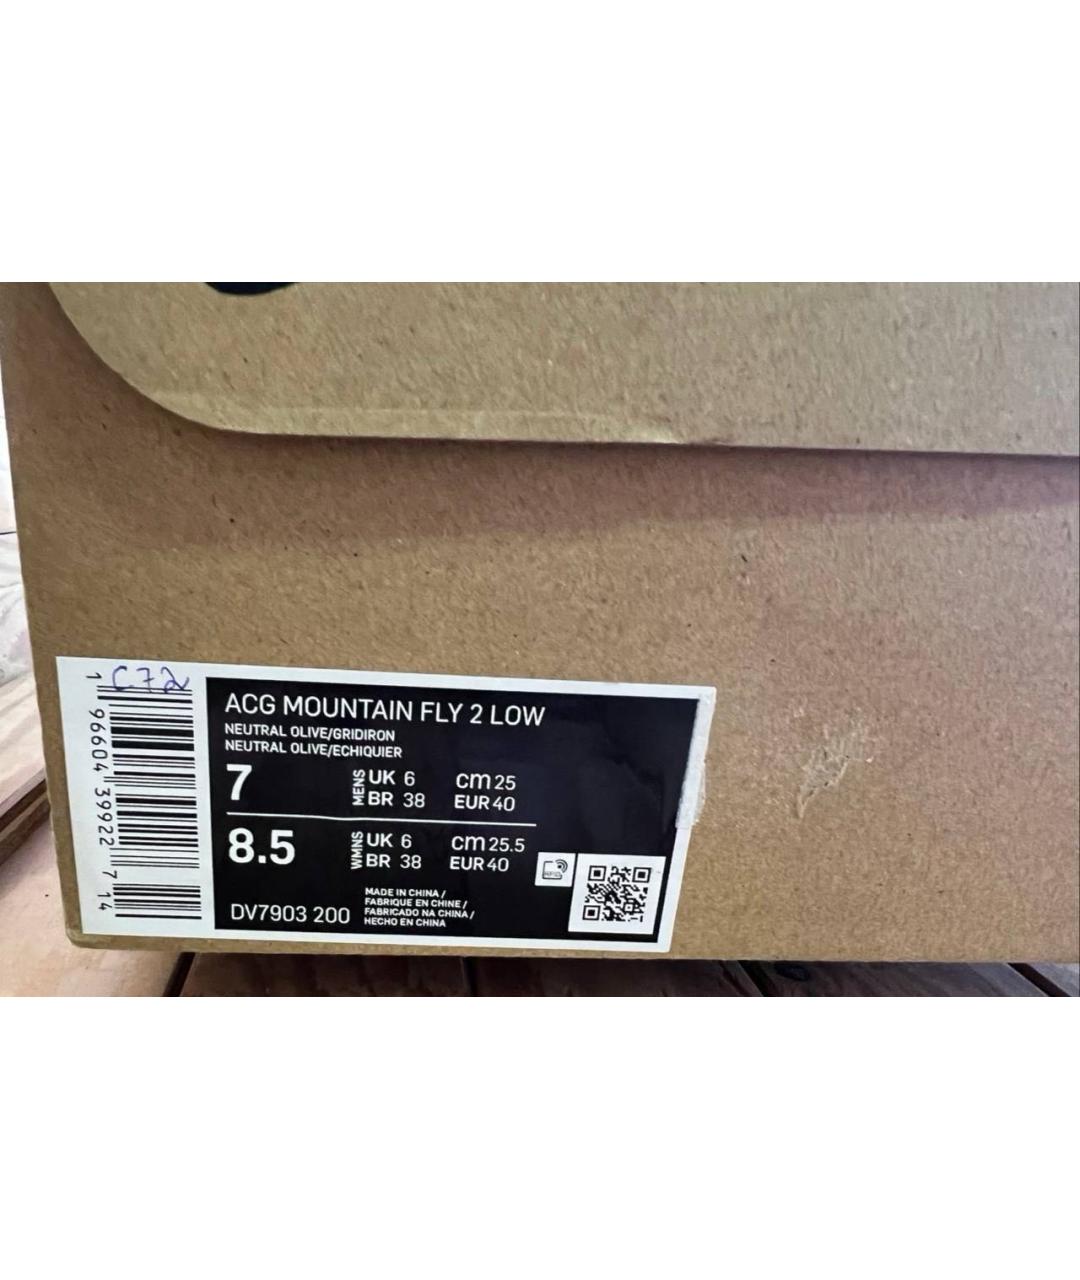 C72
1 96604 39922 7 14
ACG MOUNTAIN FLY 2 LOW
NEUTRAL OLIVE/GRIDIRON
NEUTRAL OLIVE/ECHIQUIER
7 MENS UK 6 cm 25
BR 38 EUR 40
8.5 WMNS UK 6 cm 25.5
BR 38 EUR 40
MADE IN CHINA /
FABRIQUE EN CHINE /
FABRICADO NA CHINA /
HECHO EN CHINA
DV7903 200
RFID